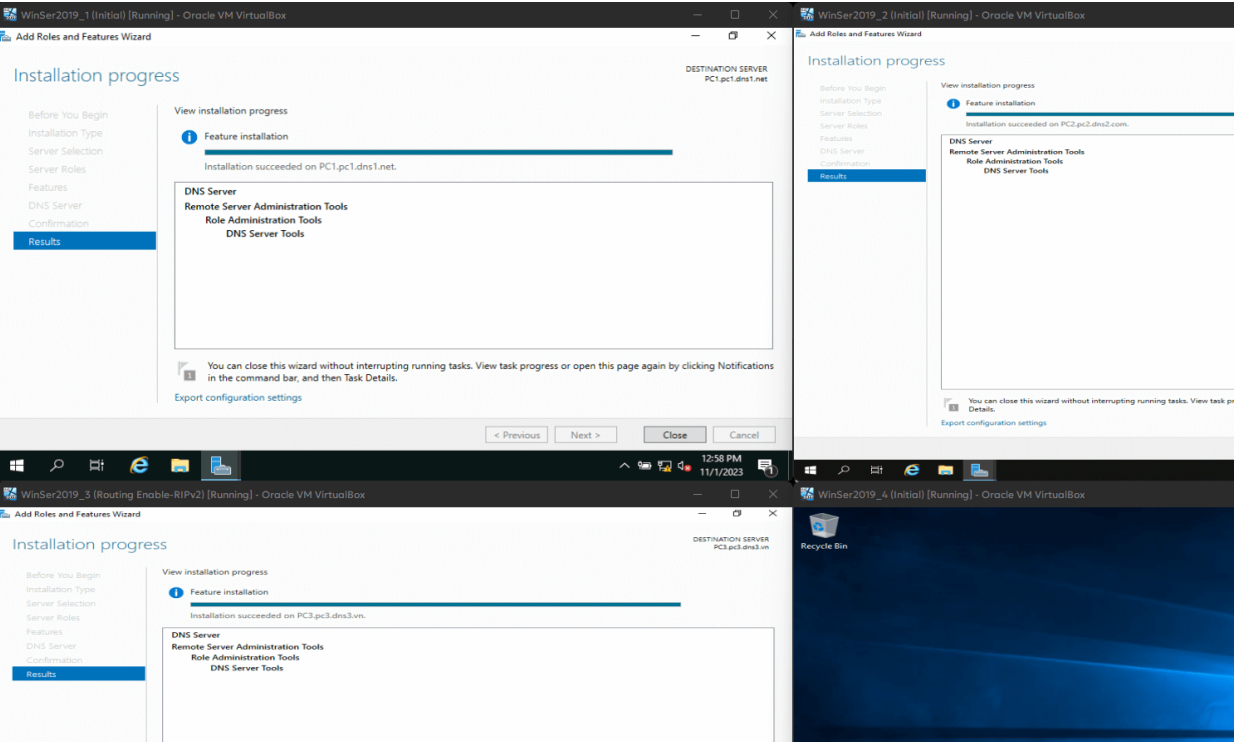 WinSer2019_1 (Initial) [Running] - Oracle VM VirtualBox
Add Roles and Features Wizard
Installation progress
DESTINATION SERVER
PC1.pc1.dns1.net
Before You Begin
Installation Type
Server Selection
Server Roles
Features
DNS Server
Confirmation
Results
View installation progress
Feature installation
Installation succeeded on PC1.pc1.dns1.net.
DNS Server
Remote Server Administration Tools
Role Administration Tools
DNS Server Tools
1
You can close this wizard without interrupting running tasks. View task progress or open this page again by clicking Notifications
in the command bar, and then Task Details.
Export configuration settings
< Previous
Next >
Close
Cancel
12:58 PM
11/1/2023
1
WinSer2019_2 (Initial) [Running] - Oracle VM VirtualBox
Add Roles and Features Wizard
Installation progress
Before You Begin
Installation Type
Server Selection
Server Roles
Features
DNS Server
Confirmation
Results
View installation progress
Feature installation
Installation succeeded on PC2.pc2.dns2.com.
DNS Server
Remote Server Administration Tools
Role Administration Tools
DNS Server Tools
1
You can close this wizard without interrupting running tasks. View task pr
Details.
Export configuration settings
WinSer2019_3 (Routing Enable-RIPv2) [Running] - Oracle VM VirtualBox
Add Roles and Features Wizard
Installation progress
DESTINATION SERVER
PC3.pc3.dns3.vn
Before You Begin
Installation Type
Server Selection
Server Roles
Features
DNS Server
Confirmation
Results
View installation progress
Feature installation
Installation succeeded on PC3.pc3.dns3.vn.
DNS Server
Remote Server Administration Tools
Role Administration Tools
DNS Server Tools
WinSer2019_4 (Initial) [Running] - Oracle VM VirtualBox
Recycle Bin